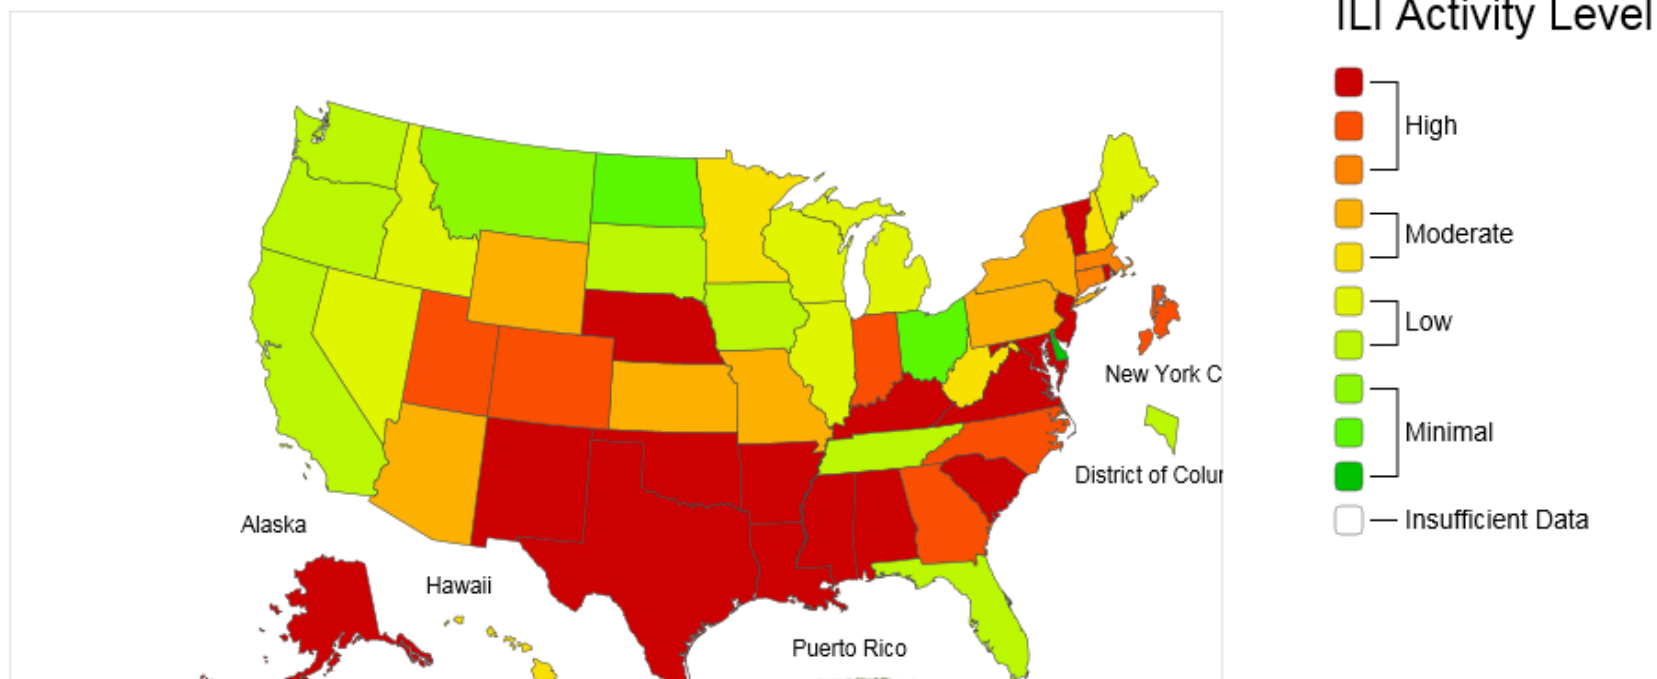 ILI Activity Level
High
Moderate
Low
Minimal
Insufficient Data
New York C
District of Colur
Alaska
Hawaii
Puerto Rico